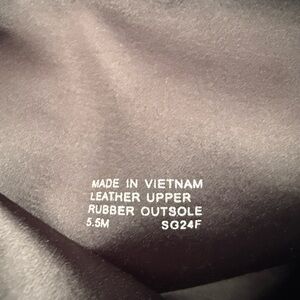 MADE IN VIETNAM
LEATHER UPPER
RUBBER OUTSOLE
5.5M SG24F